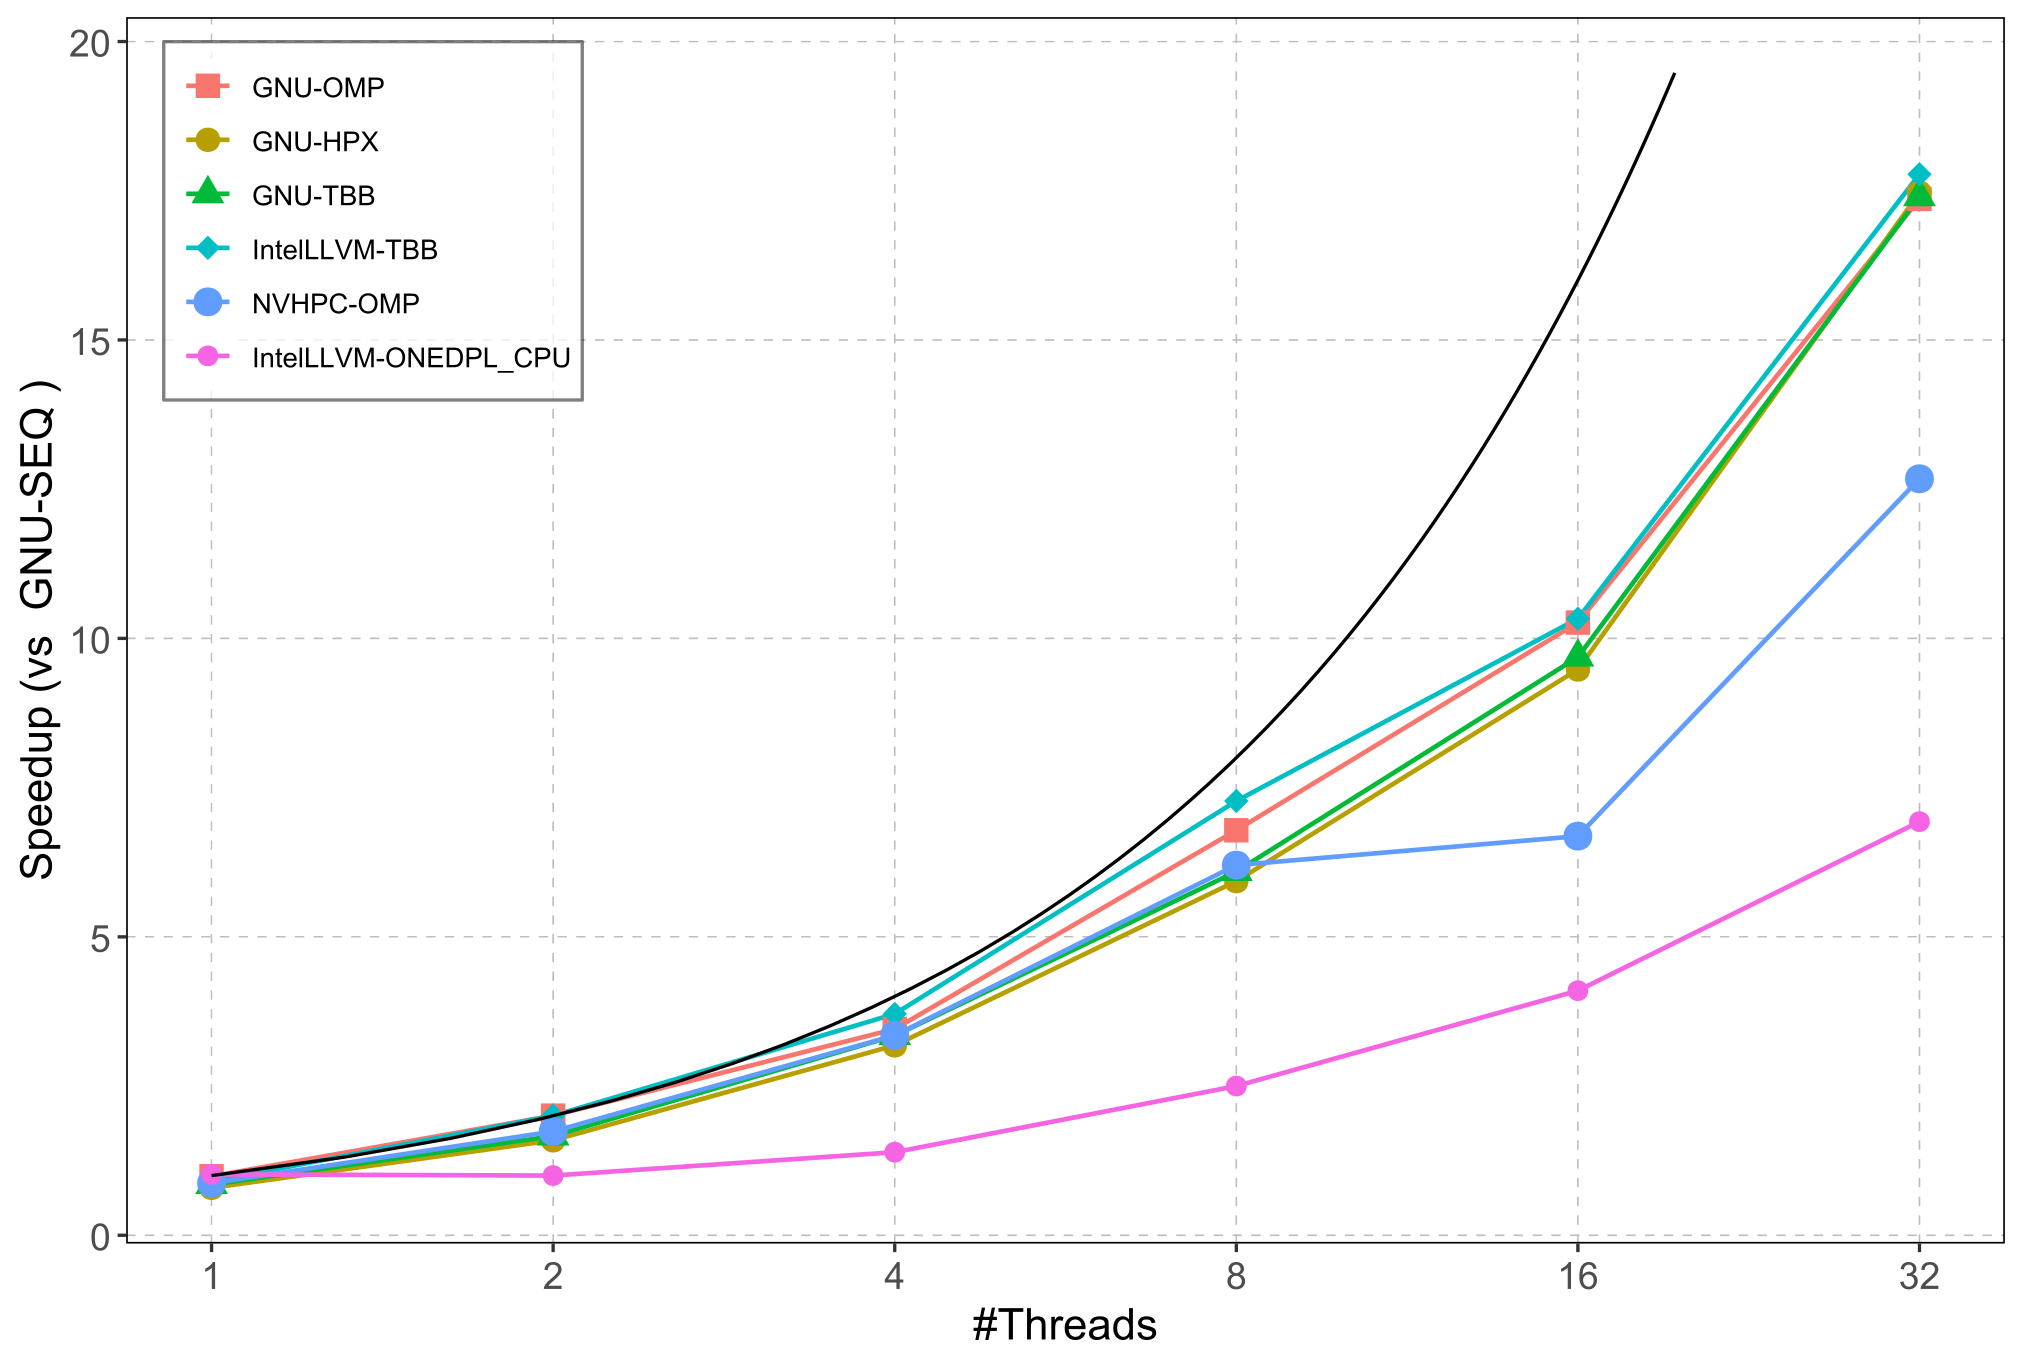 20
15
10
5
0
Speedup (vs GNU-SEQ )
GNU-OMP
GNU-HPX
GNU-TBB
IntelLLVM-TBB
NVHPC-OMP
IntelLLVM-ONEDPL_CPU
1 2 4 8 16 32
#Threads